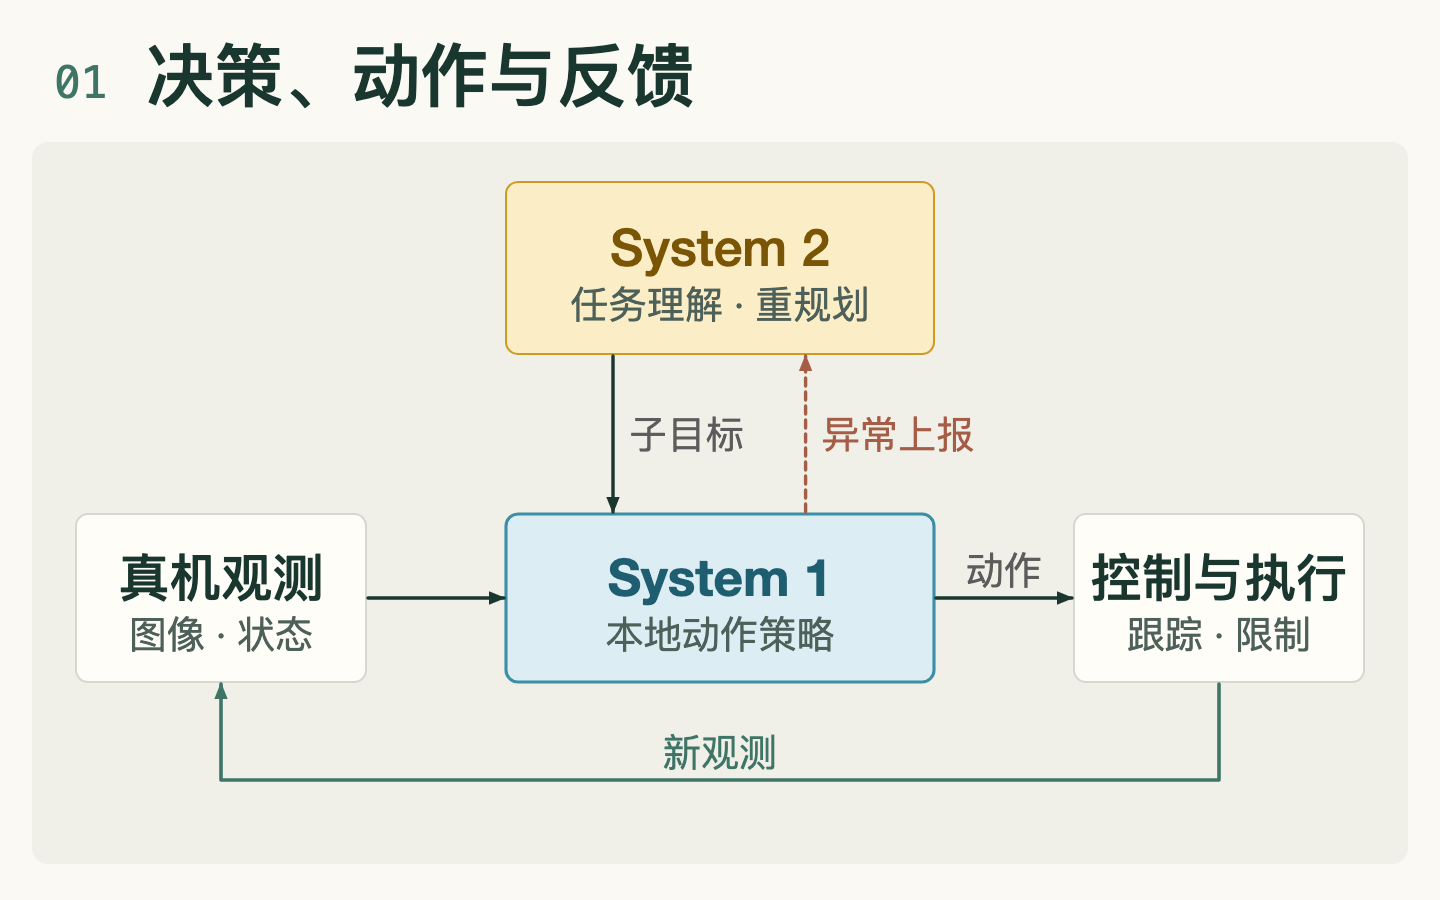 01 决策、动作与反馈
System 2
任务理解 · 重规划
子目标
异常上报
真机观测
图像 · 状态
System 1
本地动作策略
动作
控制与执行
跟踪 · 限制
新观测